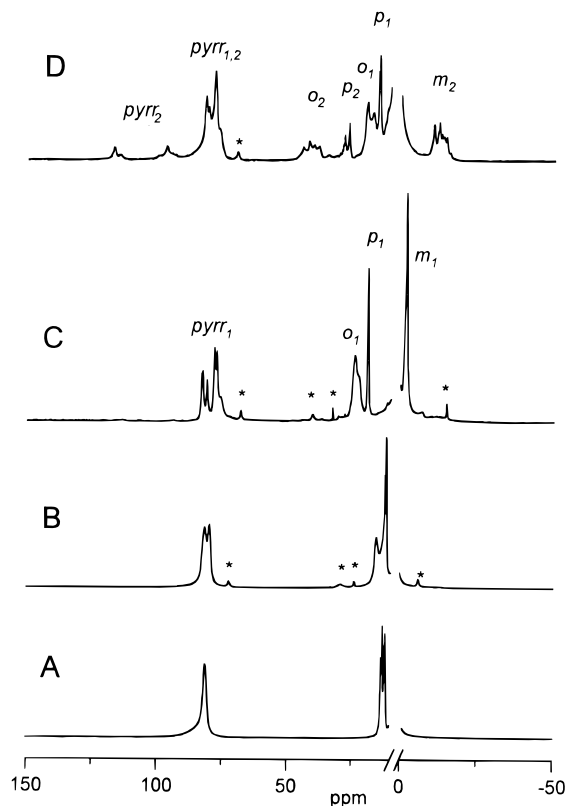 p₁
D pyrr₁,₂ o₁ m₂
pyrr₂ o₂ p₂
*
p₁ m₁
C pyrr₁ o₁
* * * *
B
* * * *
A
150 100 50 0 -50
ppm